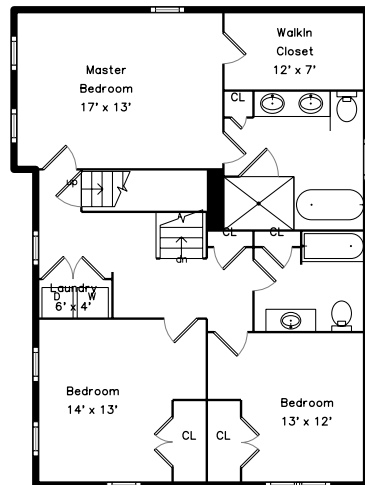 WalkIn
Closet
12' x 7'
Master
Bedroom
17' x 13'
CL
up
CL
CL
dn
Laundry
D W
6' x 4'
Bedroom
14' x 13'
Bedroom
13' x 12'
CL
CL